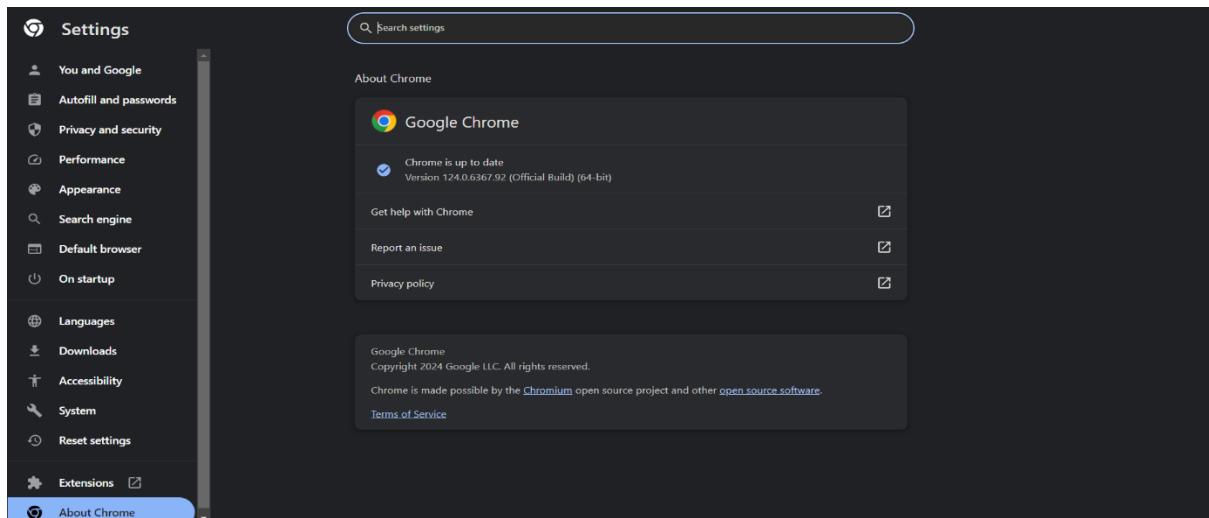 Settings
Search settings
You and Google
Autofill and passwords
Privacy and security
Performance
Appearance
Search engine
Default browser
On startup
Languages
Downloads
Accessibility
System
Reset settings
Extensions
About Chrome
About Chrome
Google Chrome
Chrome is up to date
Version 124.0.6367.92 (Official Build) (64-bit)
Get help with Chrome
Report an issue
Privacy policy
Google Chrome
Copyright 2024 Google LLC. All rights reserved.
Chrome is made possible by the Chromium open source project and other open source software.
Terms of Service